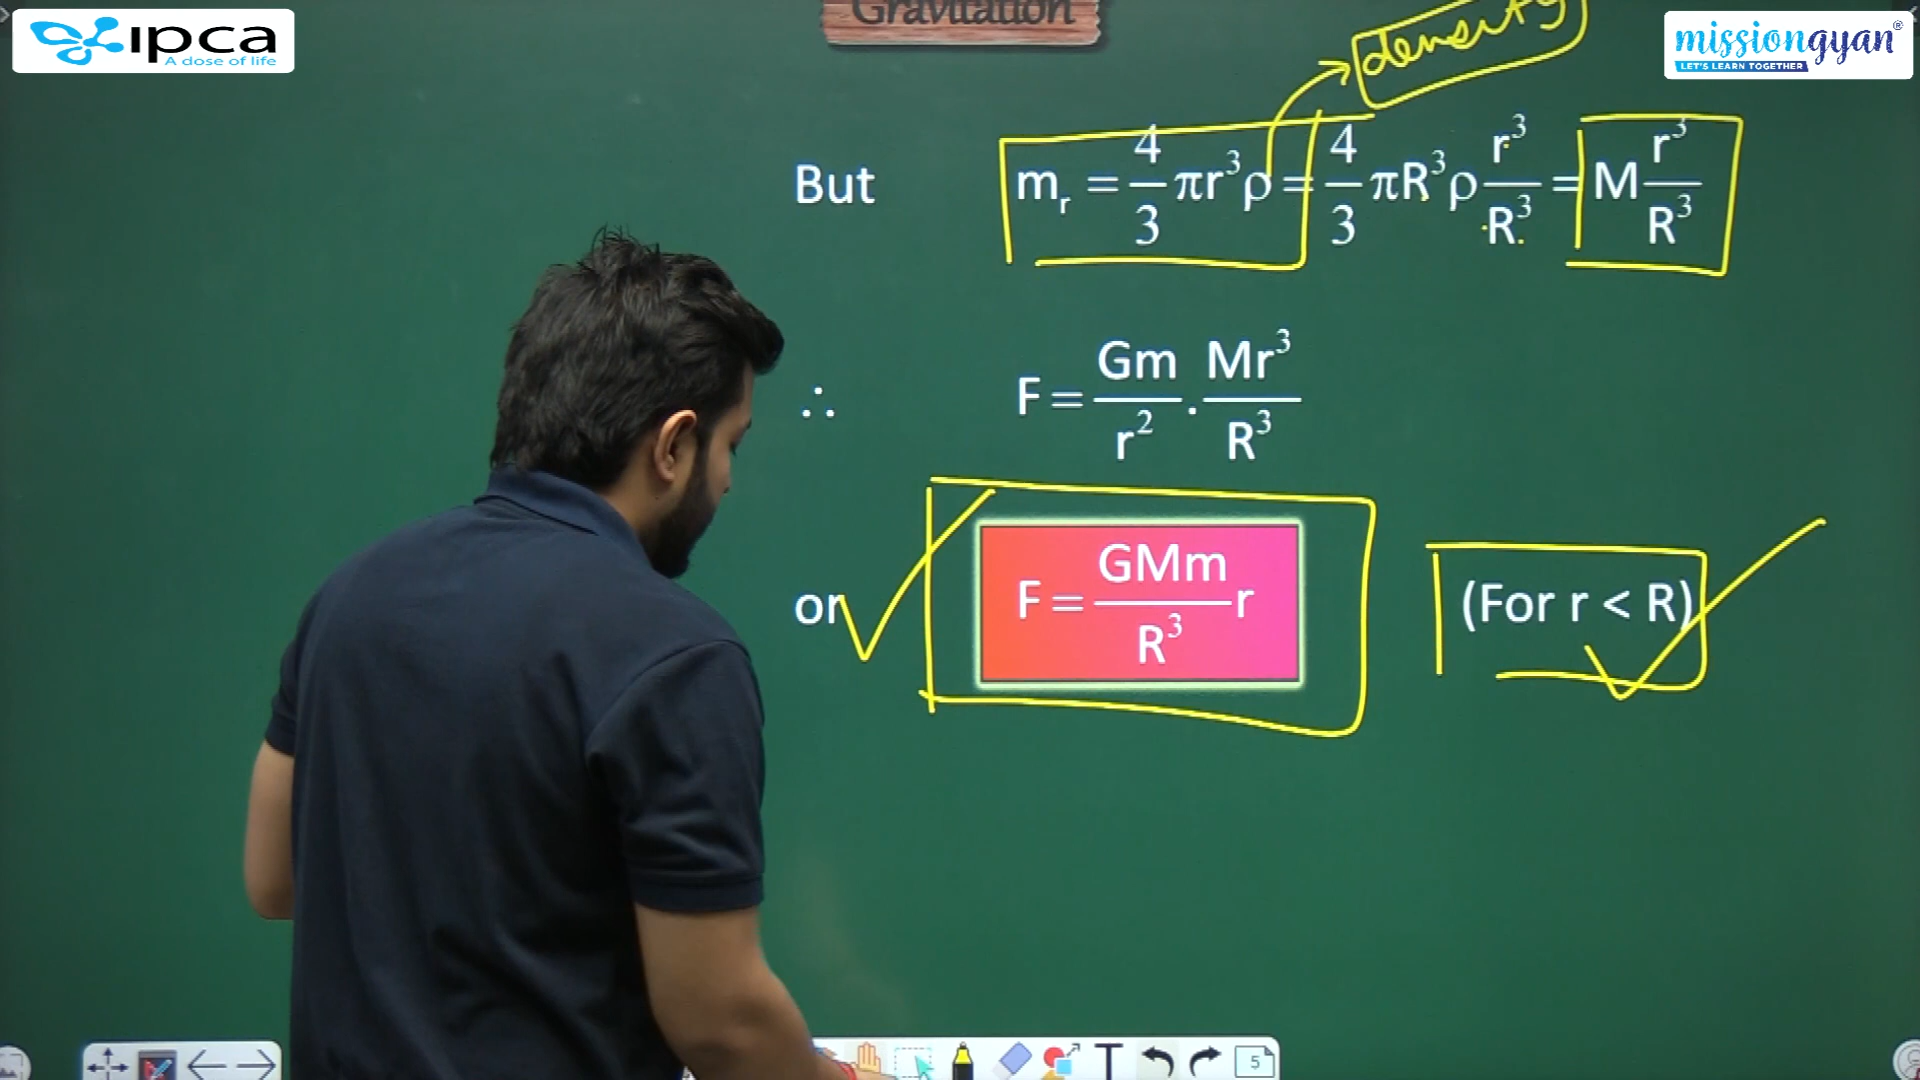 ipca
A dose of life
Gravitation
missiongyan®
LET'S LEARN TOGETHER
density
But m_r = 4/3 πr³ρ = 4/3 πR³ρ r³/R³ = M r³/R³
∴ F = Gm/r² . Mr³/R³
or F = GMm/R³ r (For r < R)
T
5